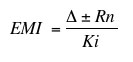 EMI = Δ ± Rn / Ki